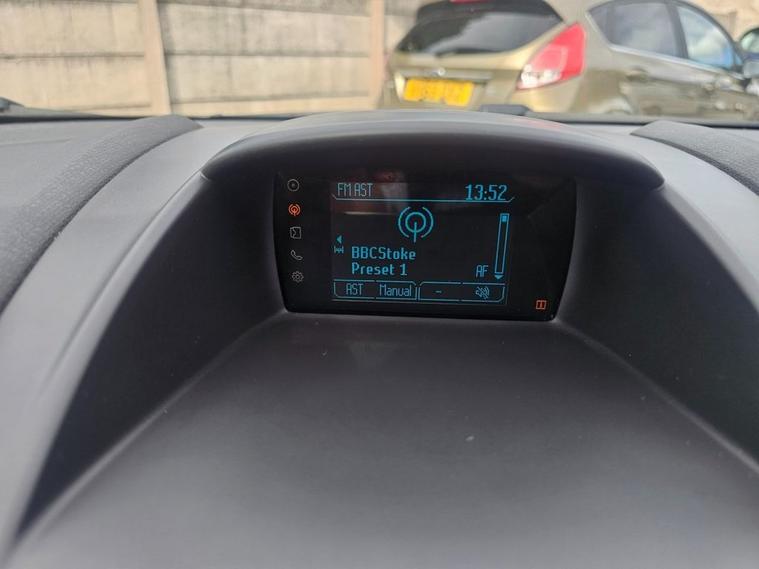 FM AST 13:52
BBCStoke
Preset 1 AF
AST Manual -